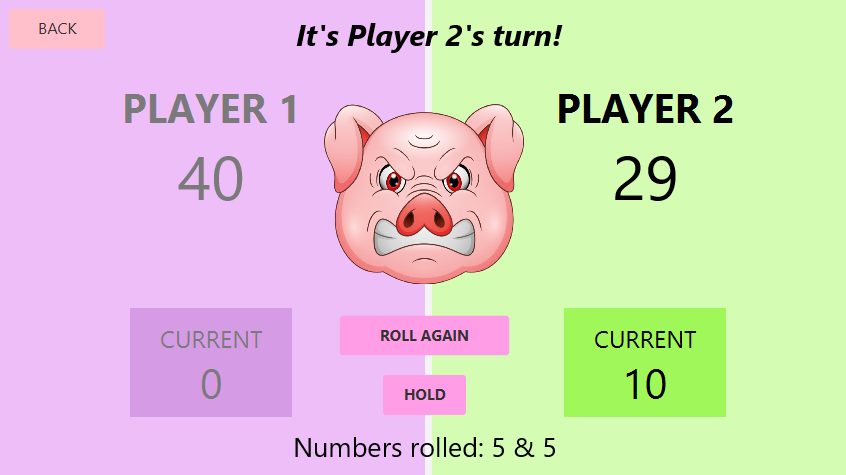 BACK
It's Player 2's turn!
PLAYER 1
40
PLAYER 2
29
CURRENT
0
ROLL AGAIN
HOLD
CURRENT
10
Numbers rolled: 5 & 5